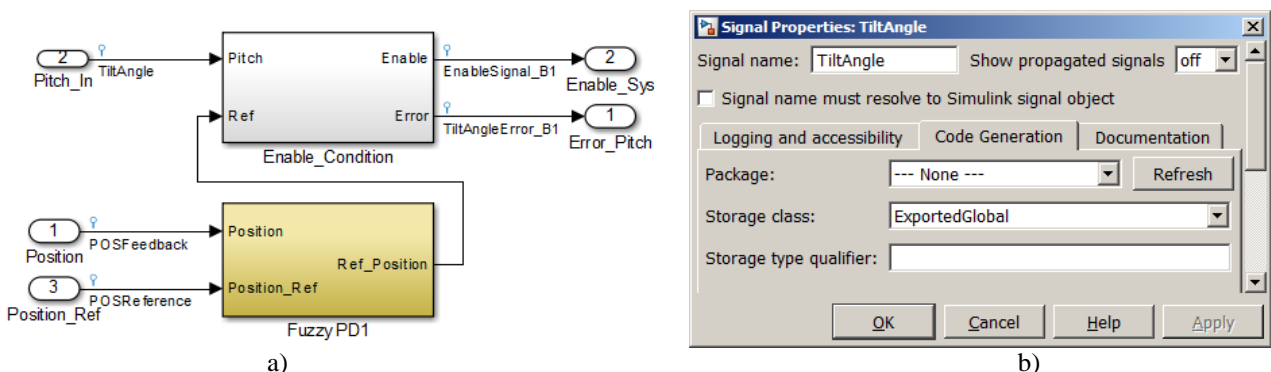 2
TiltAngle
Pitch_In
Pitch
Enable
EnableSignal_B1
2
Enable_Sys
Ref
Error
TiltAngleError_B1
1
Error_Pitch
Enable_Condition
1
POSFeedback
Position
Position
Ref_Position
3
POSReference
Position_Ref
Position_Ref
Fuzzy PD1
a)
Signal Properties: TiltAngle
Signal name: TiltAngle Show propagated signals off
Signal name must resolve to Simulink signal object
Logging and accessibility Code Generation Documentation
Package: --- None --- Refresh
Storage class: ExportedGlobal
Storage type qualifier:
OK Cancel Help Apply
b)